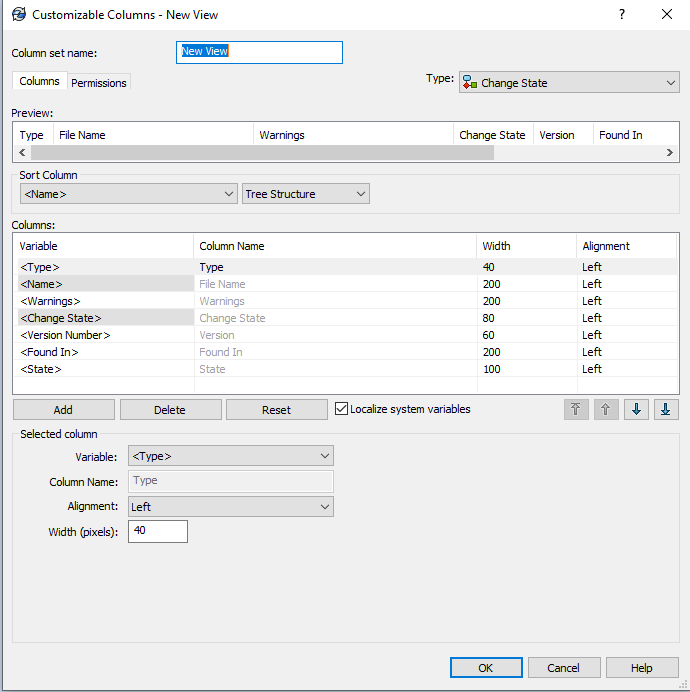 Customizable Columns - New View
?
Column set name: New View
Columns Permissions Type: Change State
Preview:
Type File Name Warnings Change State Version Found In
Sort Column
<Name> Tree Structure
Columns:
Variable Column Name Width Alignment
<Type> Type 40 Left
<Name> File Name 200 Left
<Warnings> Warnings 200 Left
<Change State> Change State 80 Left
<Version Number> Version 60 Left
<Found In> Found In 200 Left
<State> State 100 Left
Add Delete Reset Localize system variables
Selected column
Variable: <Type>
Column Name: Type
Alignment: Left
Width (pixels): 40
OK Cancel Help